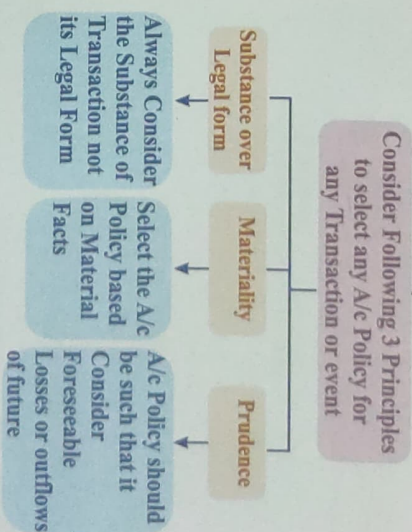 Consider Following 3 Principles
to select any A/c Policy for
any Transaction or event
Substance over
Legal form
Materiality
Prudence
Always Consider
the Substance of
Transaction not
its Legal Form
Select the A/c
Policy based
on Material
Facts
A/c Policy should
be such that it
Consider
Foreseeable
Losses or outflows
of future